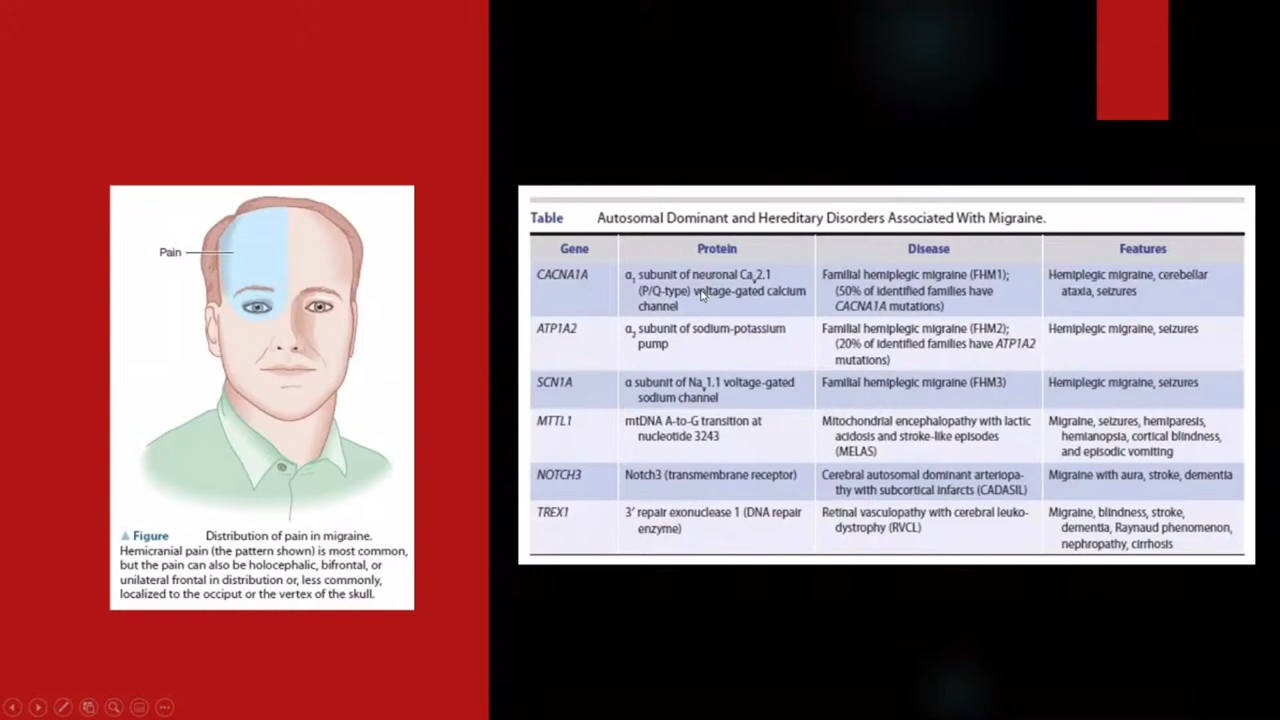 Pain
Figure Distribution of pain in migraine.
Hemicranial pain (the pattern shown) is most common,
but the pain can also be holocephalic, bifrontal, or
unilateral frontal in distribution or, less commonly,
localized to the occiput or the vertex of the skull.
Table Autosomal Dominant and Hereditary Disorders Associated With Migraine.
Gene Protein Disease Features
CACNA1A
α₁ subunit of neuronal Caᵥ2.1
(P/Q-type) voltage-gated calcium
channel
Familial hemiplegic migraine (FHM1);
(50% of identified families have
CACNA1A mutations)
Hemiplegic migraine, cerebellar
ataxia, seizures
ATP1A2
α₂ subunit of sodium-potassium
pump
Familial hemiplegic migraine (FHM2);
(20% of identified families have ATP1A2
mutations)
Hemiplegic migraine, seizures
SCN1A
α subunit of Naᵥ1.1 voltage-gated
sodium channel
Familial hemiplegic migraine (FHM3)
Hemiplegic migraine, seizures
MTTL1
mtDNA A-to-G transition at
nucleotide 3243
Mitochondrial encephalopathy with lactic
acidosis and stroke-like episodes
(MELAS)
Migraine, seizures, hemiparesis,
hemianopsia, cortical blindness,
and episodic vomiting
NOTCH3
Notch3 (transmembrane receptor)
Cerebral autosomal dominant arteriopa-
thy with subcortical infarcts (CADASIL)
Migraine with aura, stroke, dementia
TREX1
3′ repair exonuclease 1 (DNA repair
enzyme)
Retinal vasculopathy with cerebral leuko-
dystrophy (RVCL)
Migraine, blindness, stroke,
dementia, Raynaud phenomenon,
nephropathy, cirrhosis